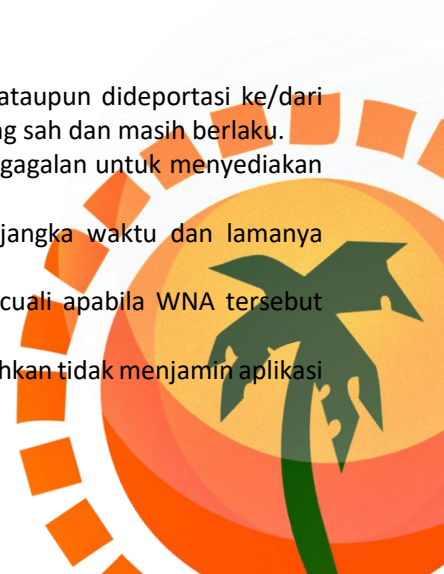 ataupun dideportasi ke/dari
ng sah dan masih berlaku.
gagalan untuk menyediakan
jangka waktu dan lamanya
cuali apabila WNA tersebut
hkan tidak menjamin aplikasi